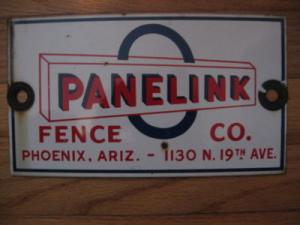 PANELINK
FENCE CO.
PHOENIX, ARIZ. - 1130 N. 19TH AVE.